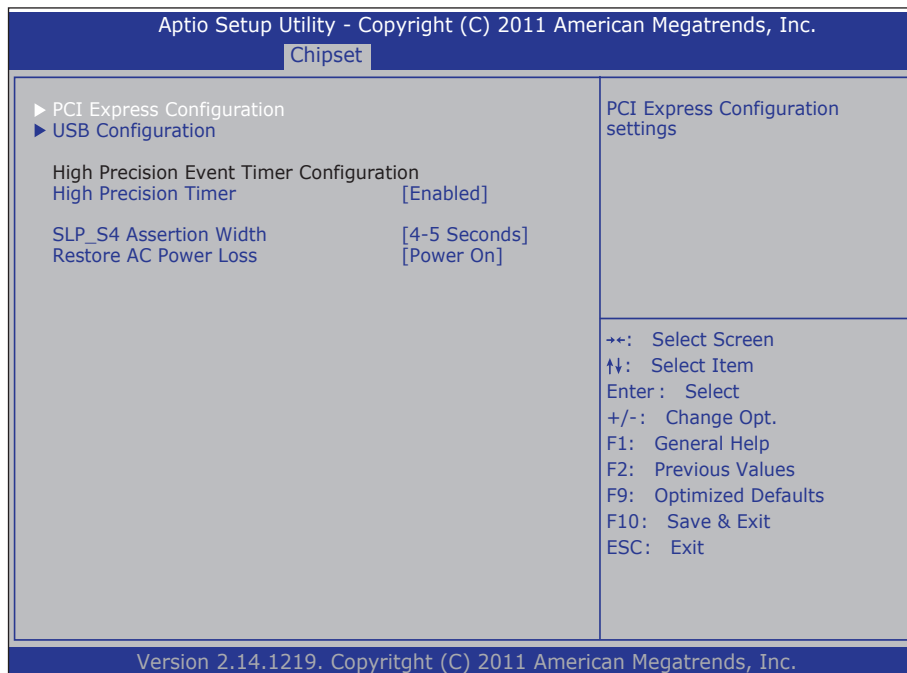 Aptio Setup Utility - Copyright (C) 2011 American Megatrends, Inc.
Chipset
▶ PCI Express Configuration
▶ USB Configuration
High Precision Event Timer Configuration
High Precision Timer [Enabled]
SLP_S4 Assertion Width [4-5 Seconds]
Restore AC Power Loss [Power On]
PCI Express Configuration
settings
→←: Select Screen
↑↓: Select Item
Enter : Select
+/-: Change Opt.
F1: General Help
F2: Previous Values
F9: Optimized Defaults
F10: Save & Exit
ESC: Exit
Version 2.14.1219. Copyritght (C) 2011 American Megatrends, Inc.